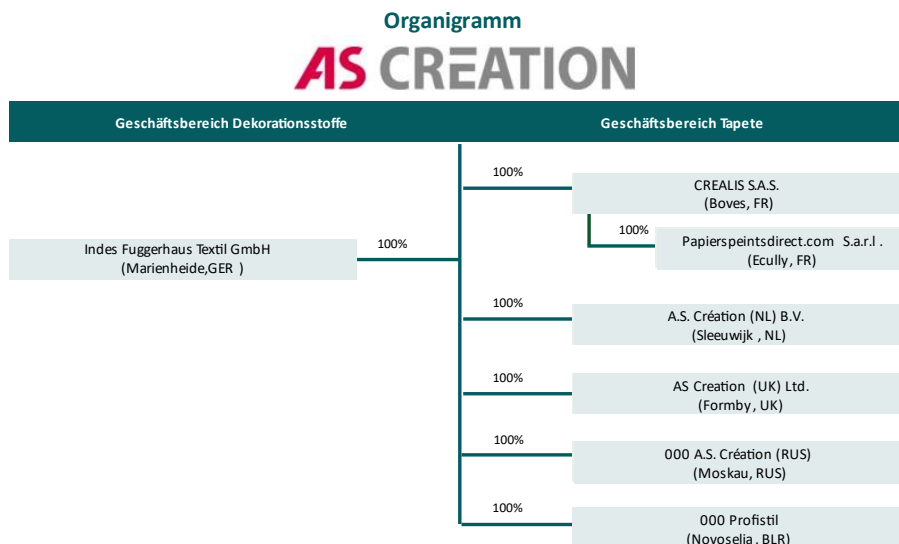 Organigramm
AS CREATION
Geschäftsbereich Dekorationsstoffe
Geschäftsbereich Tapete
100%
CREALIS S.A.S.
(Boves, FR)
100%
Papierspeintsdirect.com S.a.r.l .
(Ecully, FR)
Indes Fuggerhaus Textil GmbH
(Marienheide,GER )
100%
100%
A.S. Création (NL) B.V.
(Sleeuwijk , NL)
100%
AS Creation (UK) Ltd.
(Formby, UK)
100%
000 A.S. Création (RUS)
(Moskau, RUS)
100%
000 Profistil
(Novoselja, BLR)